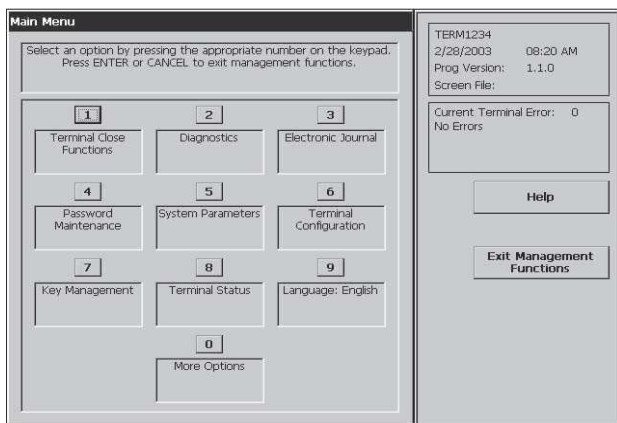 Main Menu
Select an option by pressing the appropriate number on the keypad.
Press ENTER or CANCEL to exit management functions.
1
Terminal Close
Functions
2
Diagnostics
3
Electronic Journal
4
Password
Maintenance
5
System Parameters
6
Terminal
Configuration
7
Key Management
8
Terminal Status
9
Language: English
0
More Options
TERM1234
2/28/2003 08:20 AM
Prog Version: 1.1.0
Screen File:
Current Terminal Error: 0
No Errors
Help
Exit Management
Functions